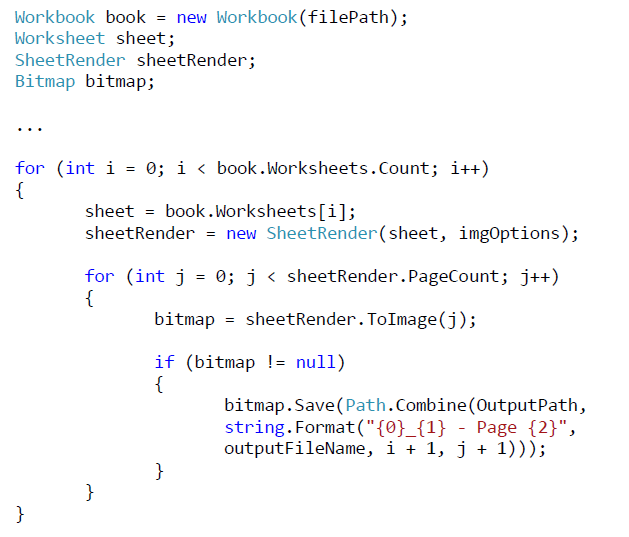 Workbook book = new Workbook(filePath);
Worksheet sheet;
SheetRender sheetRender;
Bitmap bitmap;
...
for (int i = 0; i < book.Worksheets.Count; i++)
{
sheet = book.Worksheets[i];
sheetRender = new SheetRender(sheet, imgOptions);
for (int j = 0; j < sheetRender.PageCount; j++)
{
bitmap = sheetRender.ToImage(j);
if (bitmap != null)
{
bitmap.Save(Path.Combine(OutputPath,
string.Format("{0}_{1} - Page {2}",
outputFileName, i + 1, j + 1)));
}
}
}